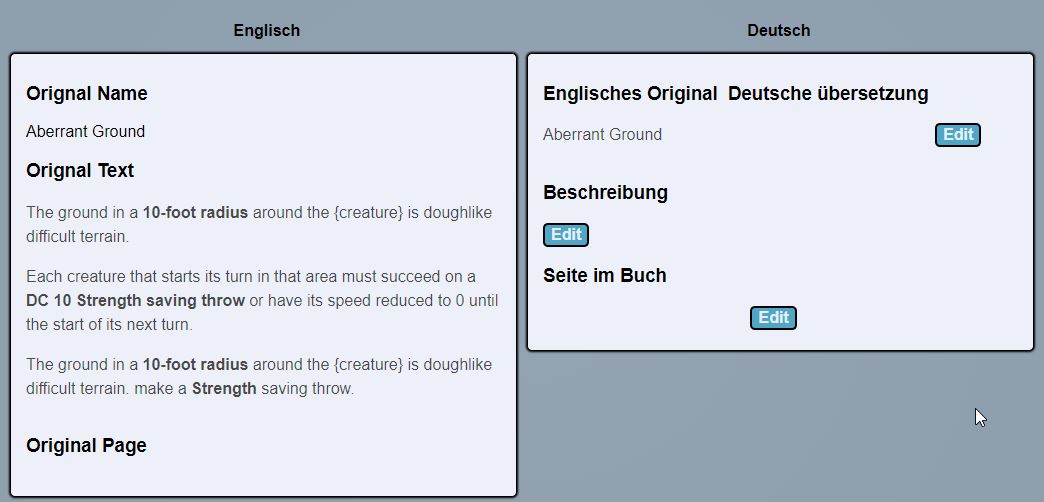 Englisch
Orignal Name
Aberrant Ground
Orignal Text
The ground in a 10-foot radius around the {creature} is doughlike
difficult terrain.
Each creature that starts its turn in that area must succeed on a
DC 10 Strength saving throw or have its speed reduced to 0 until
the start of its next turn.
The ground in a 10-foot radius around the {creature} is doughlike
difficult terrain. make a Strength saving throw.
Original Page
Deutsch
Englisches Original Deutsche übersetzung
Aberrant Ground Edit
Beschreibung
Edit
Seite im Buch
Edit